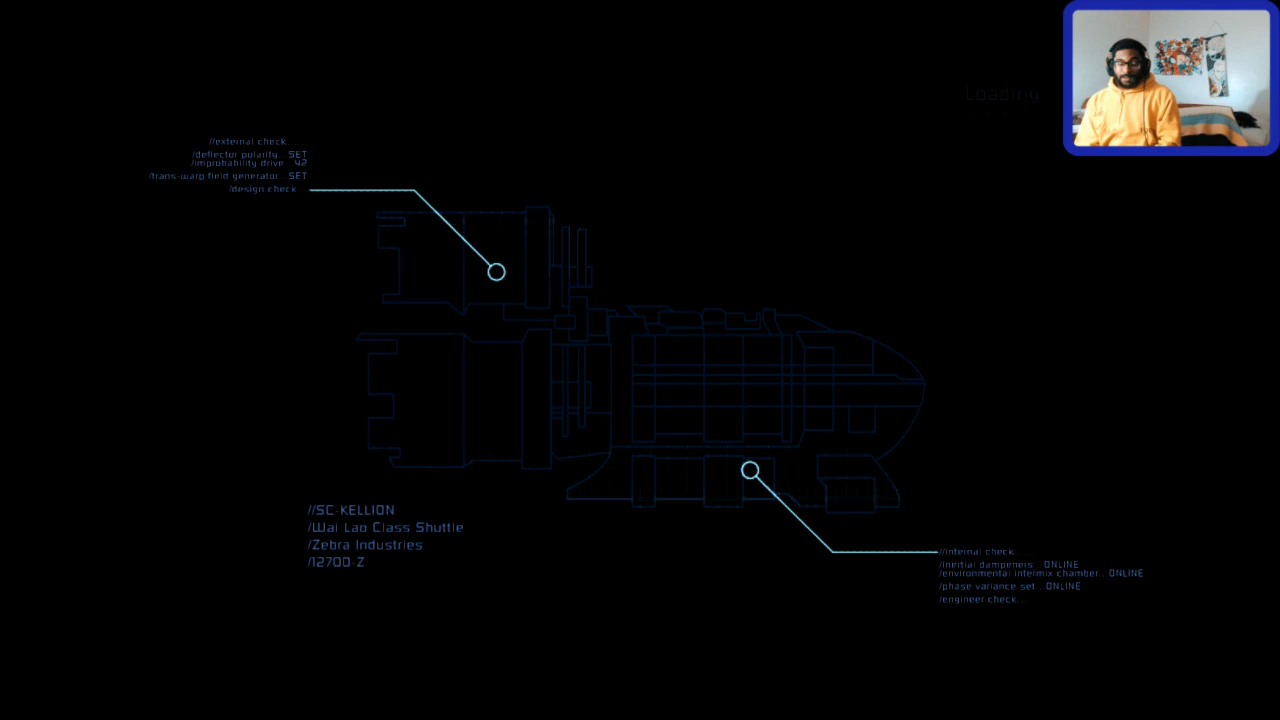 Loading
//external check......
/deflector polarity.. SET
/improbability drive.. 42
/trans-warp field generator.. SET
/design check...
//SC-KELLION
/Wai Lao Class Shuttle
/Zebra Industries
/12700-Z
//internal check......
/inertial dampeners... ONLINE
/environmental intermix chamber... ONLINE
/phase variance set... ONLINE
/engineer check...